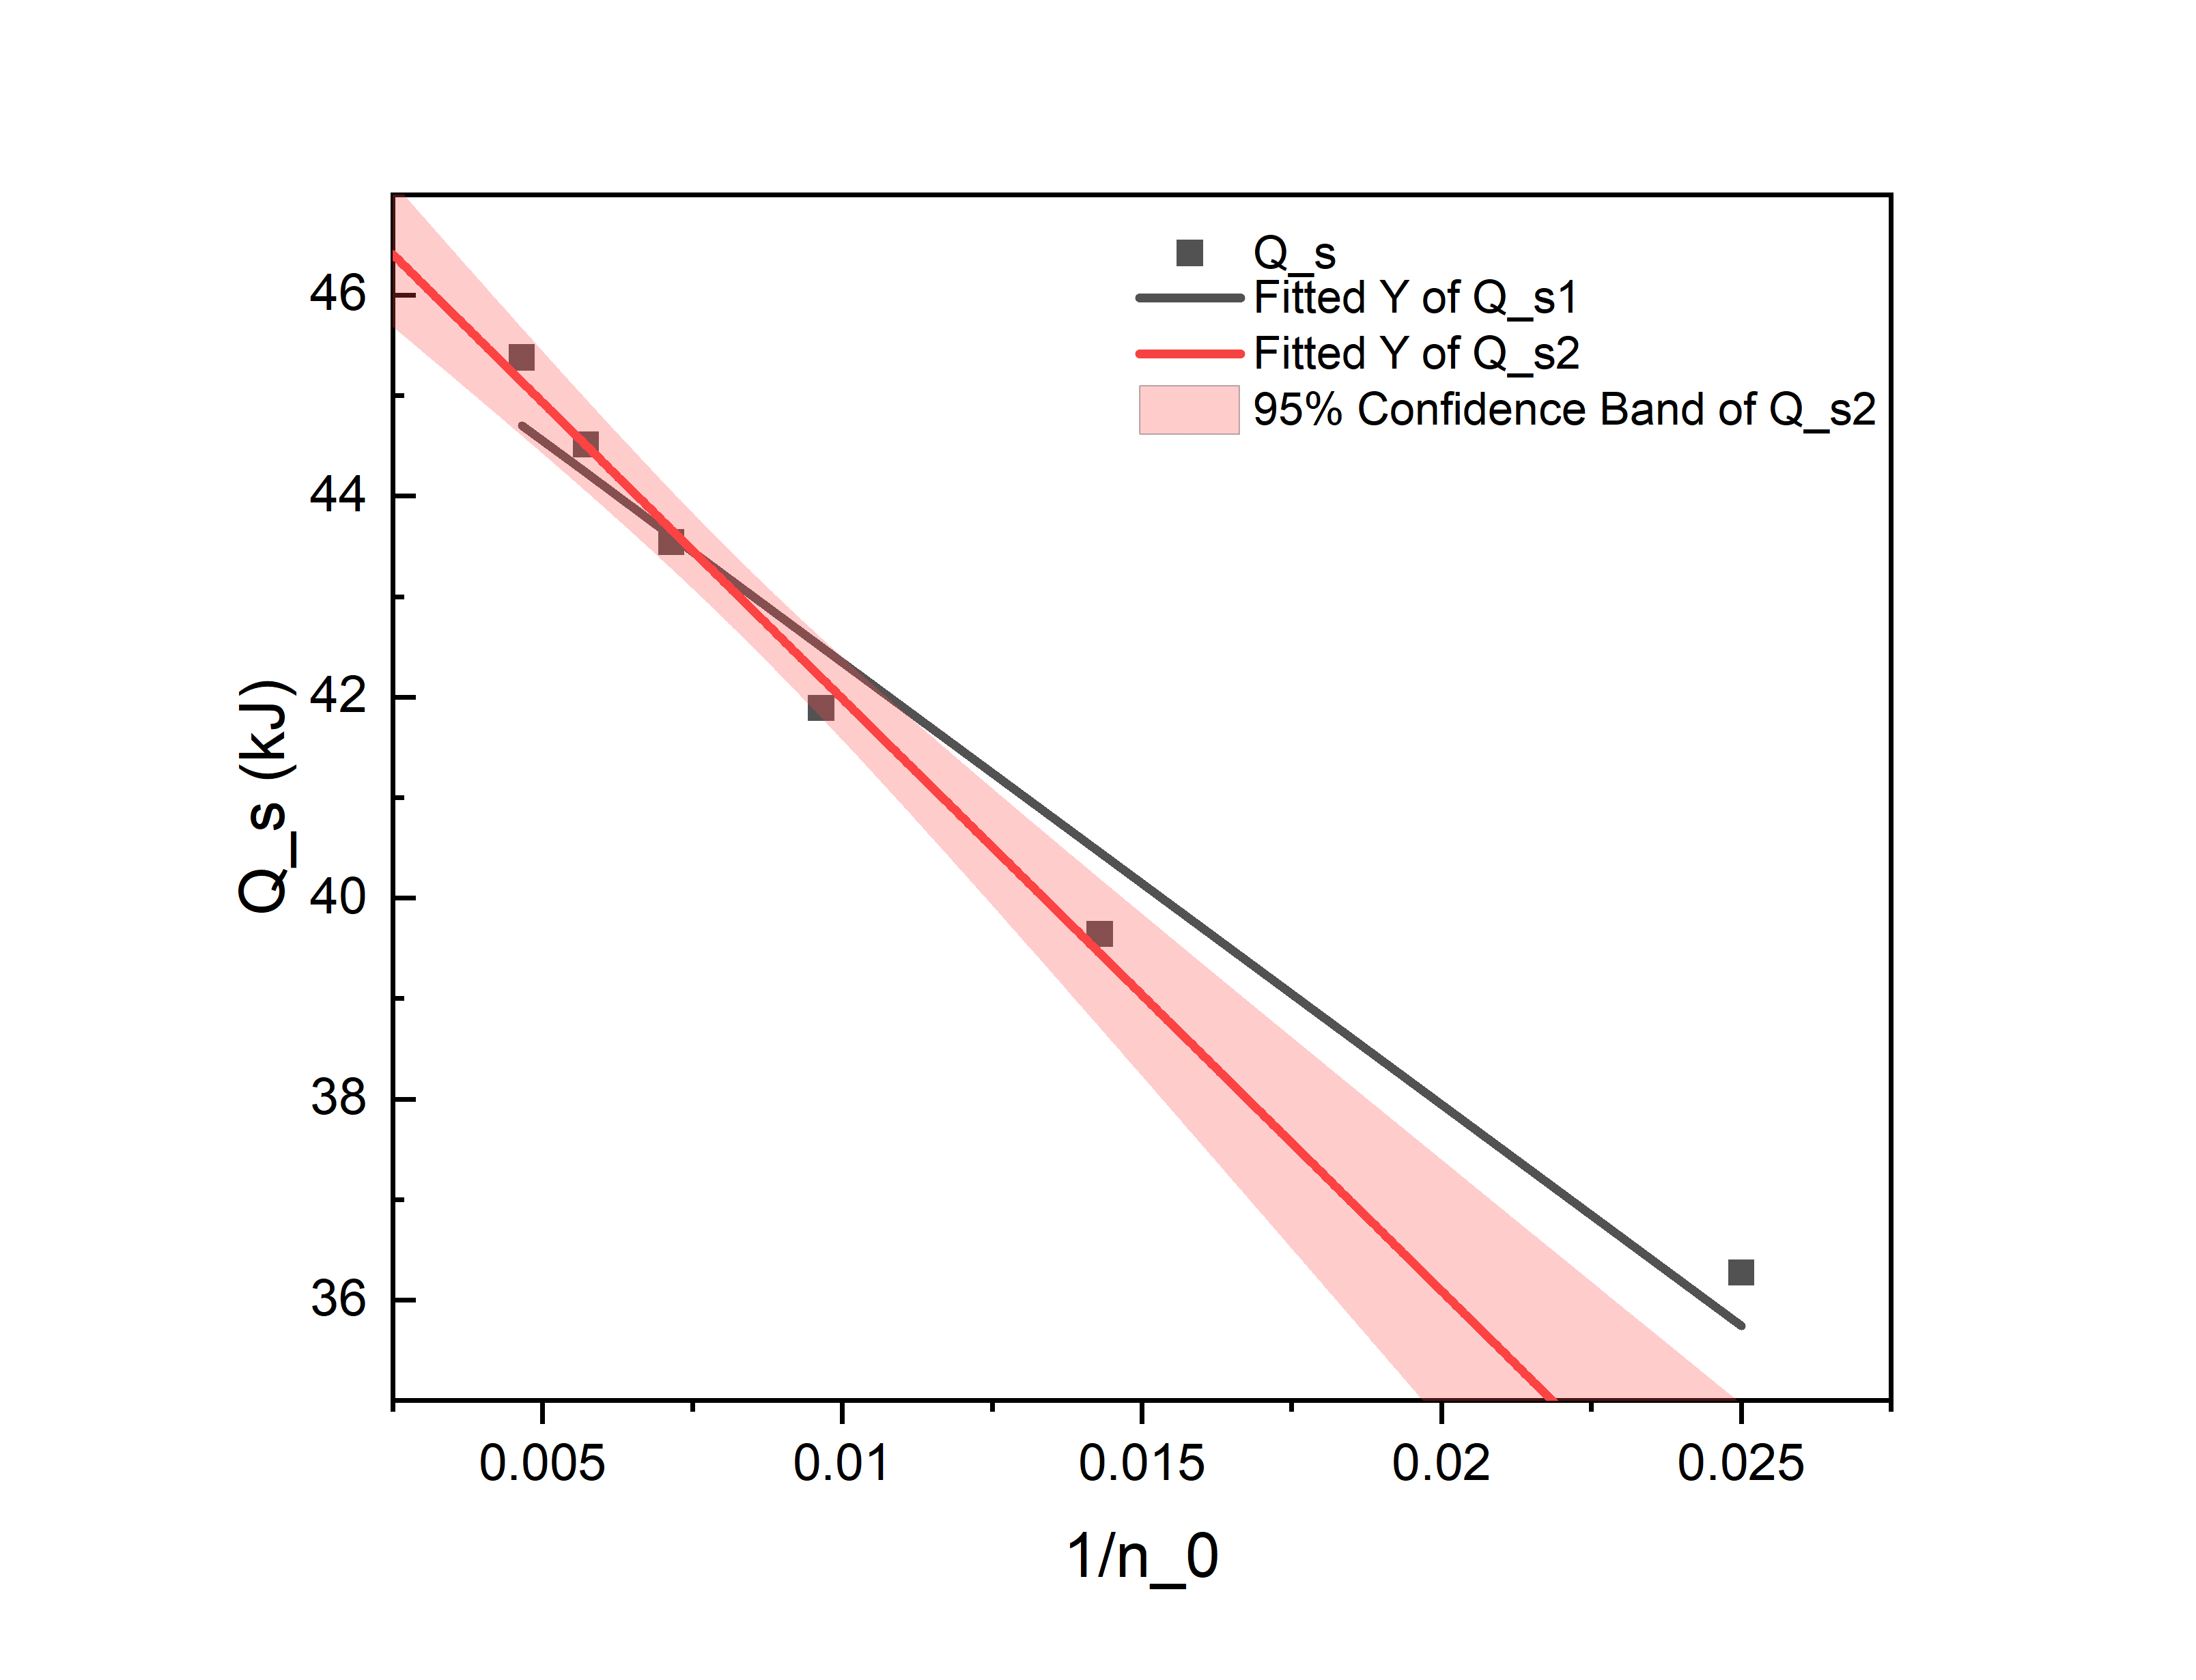 Q_s
Fitted Y of Q_s1
Fitted Y of Q_s2
95% Confidence Band of Q_s2
46
44
42
40
38
36
Q_s (kJ)
0.005 0.01 0.015 0.02 0.025
1/n_0